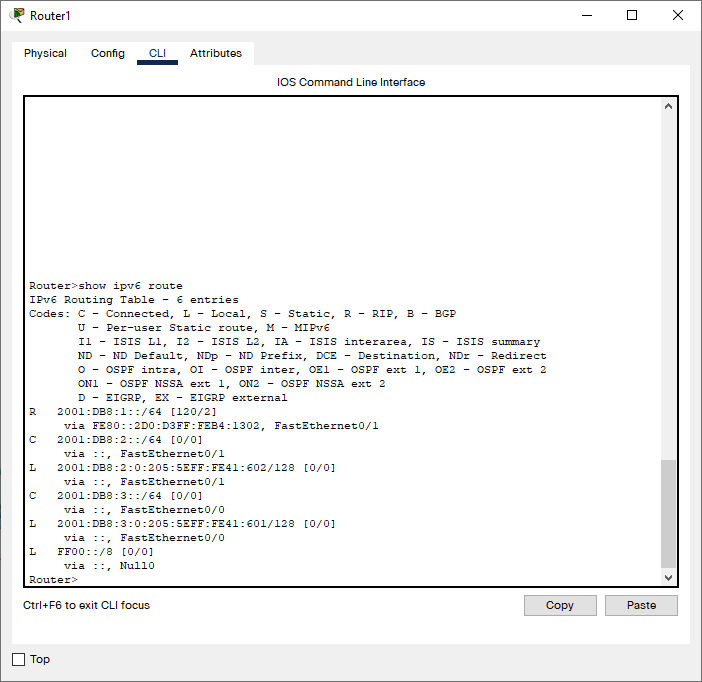 Router1
Physical Config CLI Attributes
IOS Command Line Interface
Router>show ipv6 route
IPv6 Routing Table - 6 entries
Codes: C - Connected, L - Local, S - Static, R - RIP, B - BGP
       U - Per-user Static route, M - MIPv6
       I1 - ISIS L1, I2 - ISIS L2, IA - ISIS interarea, IS - ISIS summary
       ND - ND Default, NDp - ND Prefix, DCE - Destination, NDr - Redirect
       O - OSPF intra, OI - OSPF inter, OE1 - OSPF ext 1, OE2 - OSPF ext 2
       ON1 - OSPF NSSA ext 1, ON2 - OSPF NSSA ext 2
       D - EIGRP, EX - EIGRP external
R   2001:DB8:1::/64 [120/2]
     via FE80::2D0:D3FF:FEB4:1302, FastEthernet0/1
C   2001:DB8:2::/64 [0/0]
     via ::, FastEthernet0/1
L   2001:DB8:2:0:205:5EFF:FE41:602/128 [0/0]
     via ::, FastEthernet0/1
C   2001:DB8:3::/64 [0/0]
     via ::, FastEthernet0/0
L   2001:DB8:3:0:205:5EFF:FE41:601/128 [0/0]
     via ::, FastEthernet0/0
L   FF00::/8 [0/0]
     via ::, Null0
Router>
Ctrl+F6 to exit CLI focus Copy Paste
Top